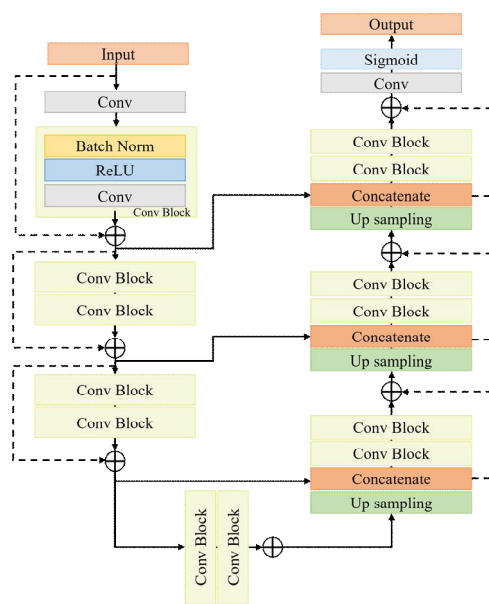 Input
Conv
Batch Norm
ReLU
Conv
Conv Block
Conv Block
Conv Block
Conv Block
Conv Block
Conv Block
Conv Block
Output
Sigmoid
Conv
Conv Block
Conv Block
Concatenate
Up sampling
Conv Block
Conv Block
Concatenate
Up sampling
Conv Block
Conv Block
Concatenate
Up sampling